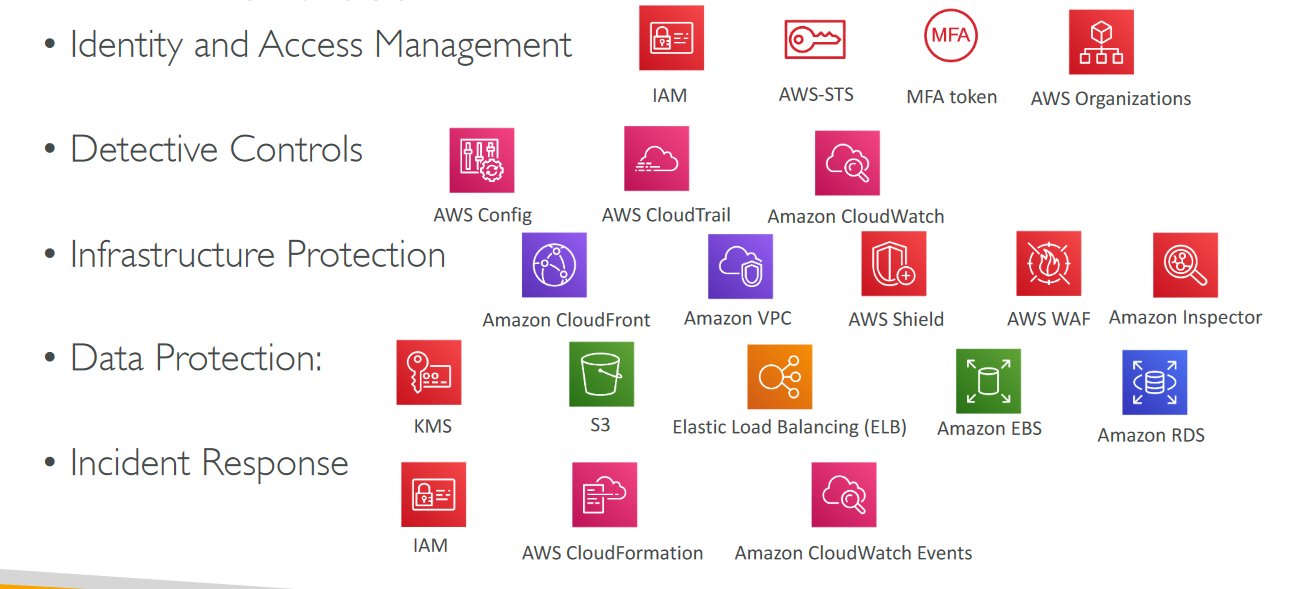 • Identity and Access Management
MFA
IAM
AWS-STS
MFA token
AWS Organizations
• Detective Controls
AWS Config
AWS CloudTrail
Amazon CloudWatch
• Infrastructure Protection
Amazon CloudFront
Amazon VPC
AWS Shield
AWS WAF
Amazon Inspector
• Data Protection:
KMS
S3
Elastic Load Balancing (ELB)
Amazon EBS
Amazon RDS
• Incident Response
IAM
AWS CloudFormation
Amazon CloudWatch Events